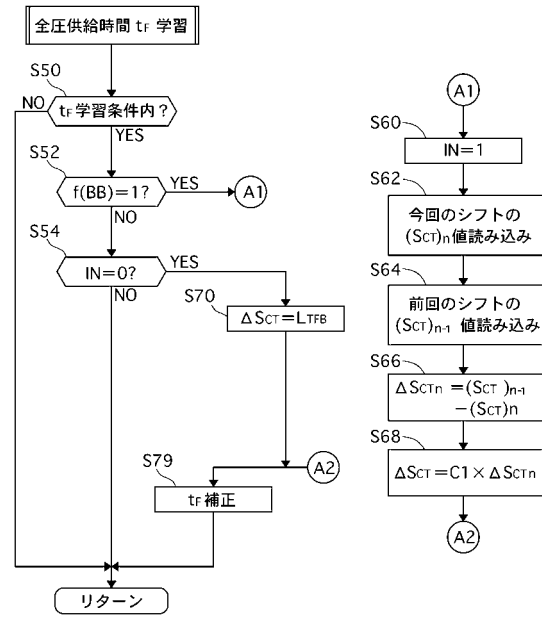 全圧供給時間 tF 学習
S50
NO
tF 学習条件内?
YES
S52
f(BB)=1?
YES
A1
NO
S54
IN=0?
YES
NO
S70
ΔSCT=LTFB
A2
S79
tF 補正
リターン
A1
S60
IN=1
S62
今回のシフトの
(SCT)n値読み込み
S64
前回のシフトの
(SCT)n-1 値読み込み
S66
ΔSCTn =(SCT )n-1
−(SCT)n
S68
ΔSCT=C1×ΔSCTn
A2